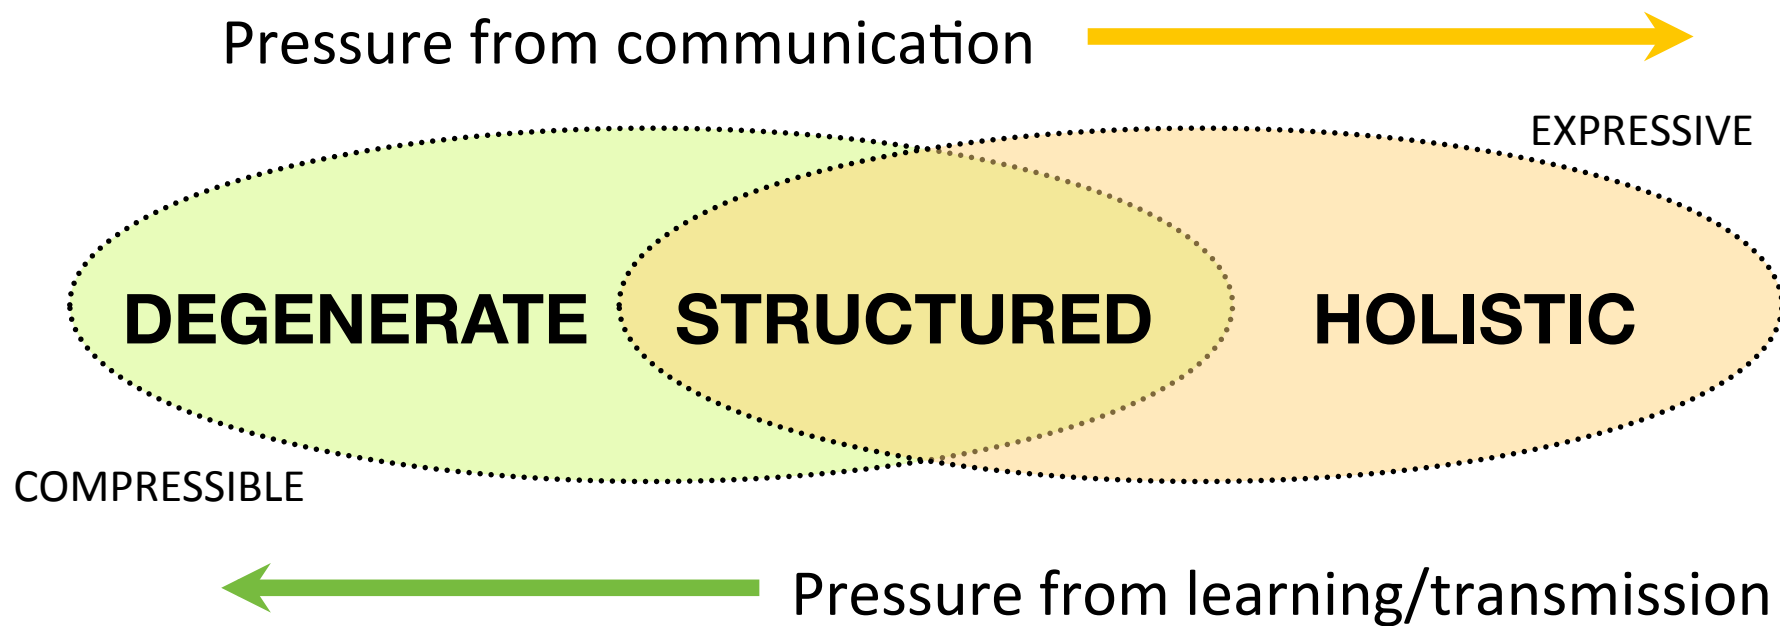 Pressure from communication
EXPRESSIVE
DEGENERATE
STRUCTURED
HOLISTIC
COMPRESSIBLE
Pressure from learning/transmission